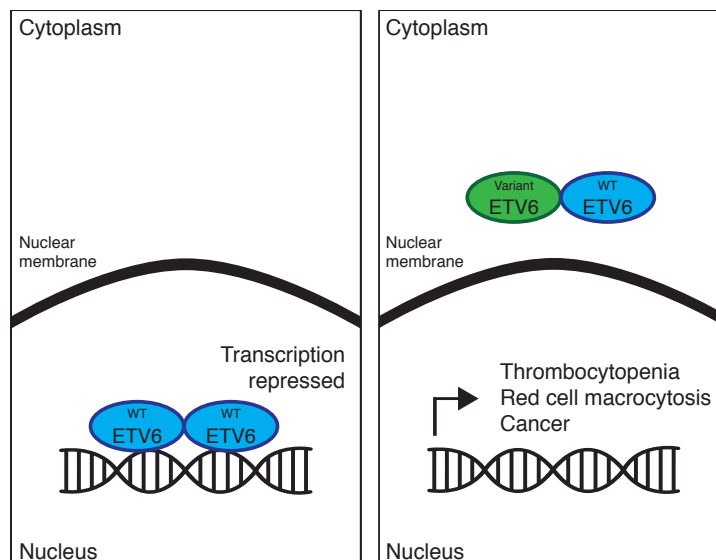 Cytoplasm
Nuclear
membrane
Transcription
repressed
WT
ETV6
WT
ETV6
Nucleus
Cytoplasm
Variant
ETV6
WT
ETV6
Nuclear
membrane
Thrombocytopenia
Red cell macrocytosis
Cancer
Nucleus